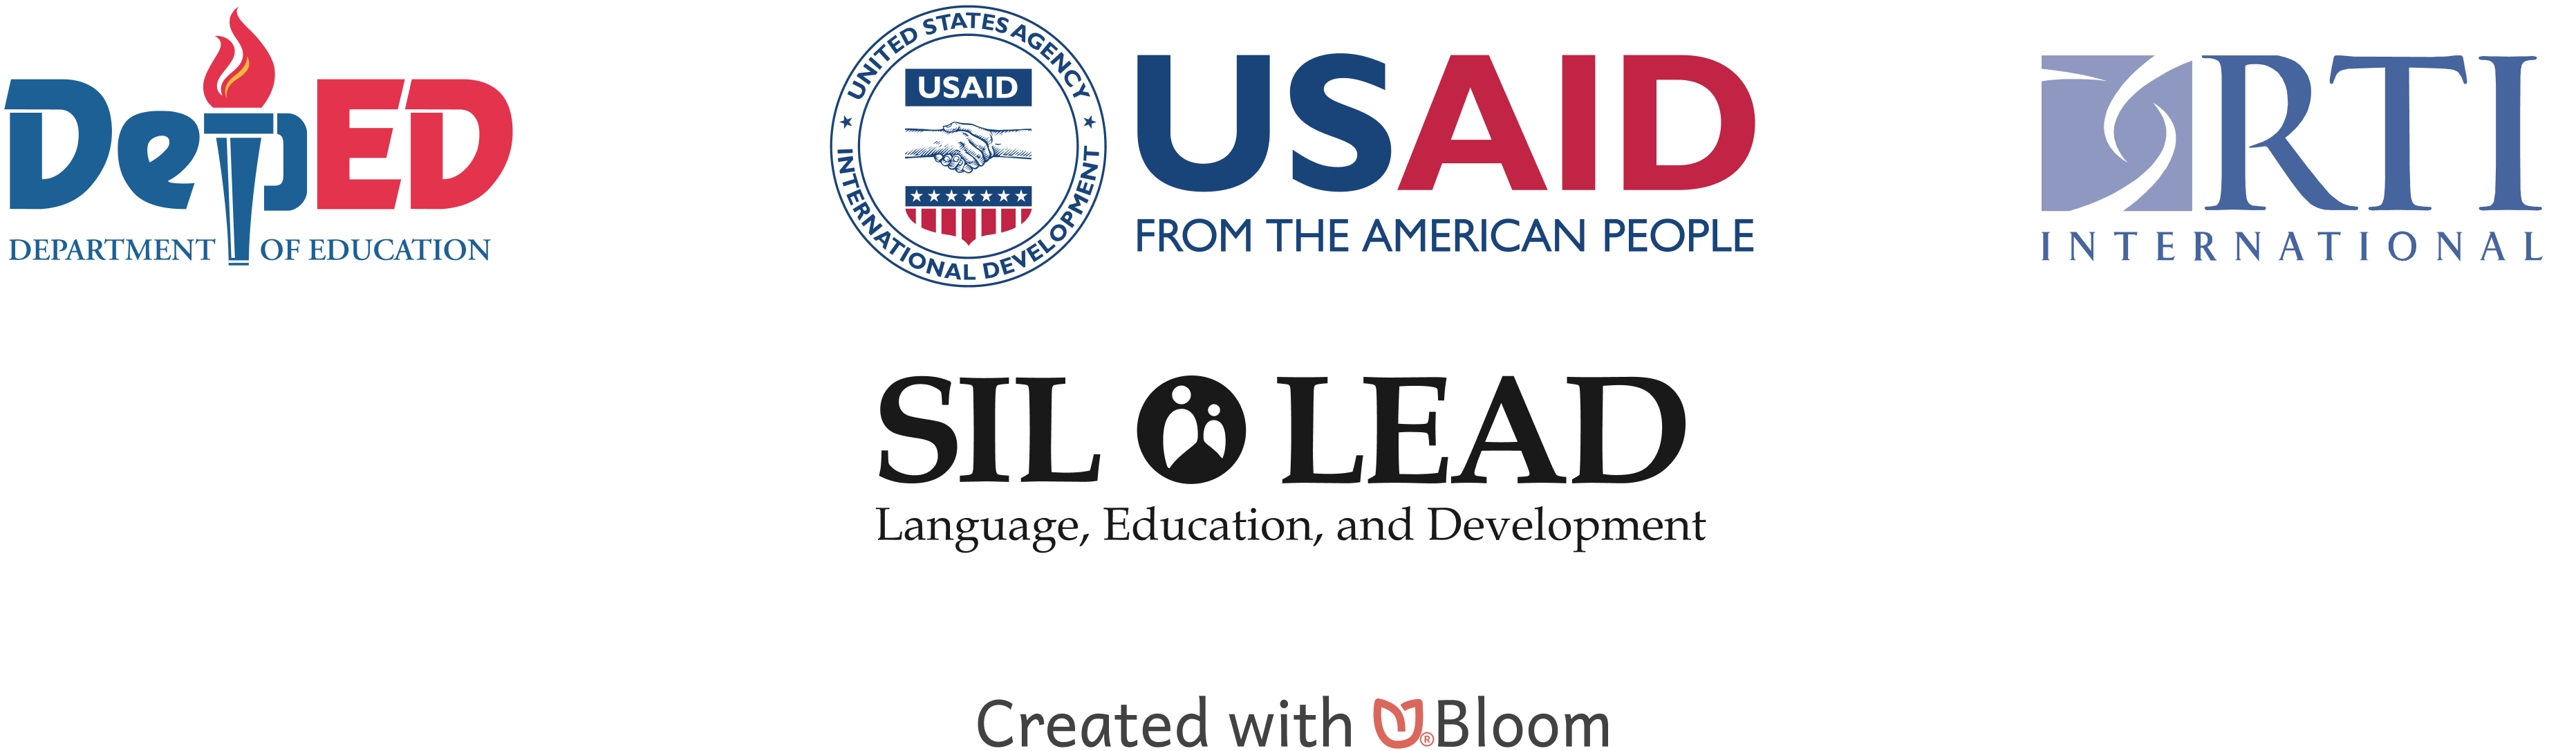 DepED
DEPARTMENT OF EDUCATION
UNITED STATES AGENCY
USAID
INTERNATIONAL DEVELOPMENT
USAID
FROM THE AMERICAN PEOPLE
RTI
INTERNATIONAL
SIL LEAD
Language, Education, and Development
Created with Bloom®